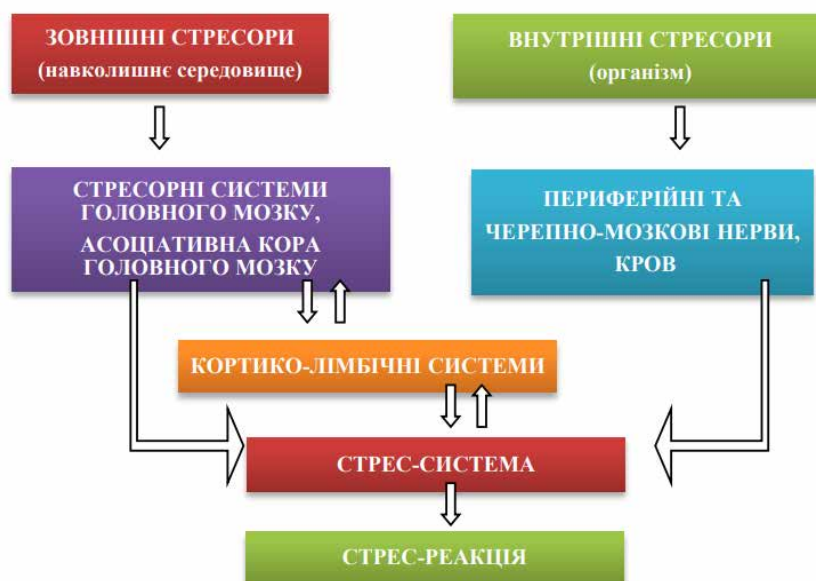 ЗОВНІШНІ СТРЕСОРИ
(навколишнє середовище)
ВНУТРІШНІ СТРЕСОРИ
(організм)
СТРЕСОРНІ СИСТЕМИ
ГОЛОВНОГО МОЗКУ,
АСОЦІАТИВНА КОРА
ГОЛОВНОГО МОЗКУ
ПЕРИФЕРІЙНІ ТА
ЧЕРЕПНО-МОЗКОВІ НЕРВИ,
КРОВ
КОРТИКО-ЛІМБІЧНІ СИСТЕМИ
СТРЕС-СИСТЕМА
СТРЕС-РЕАКЦІЯ